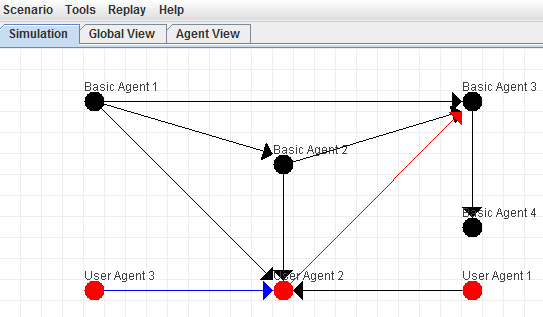 Scenario Tools Replay Help
Simulation Global View Agent View
Basic Agent 1 Basic Agent 3
Basic Agent 2
Basic Agent 4
User Agent 3 User Agent 2 User Agent 1